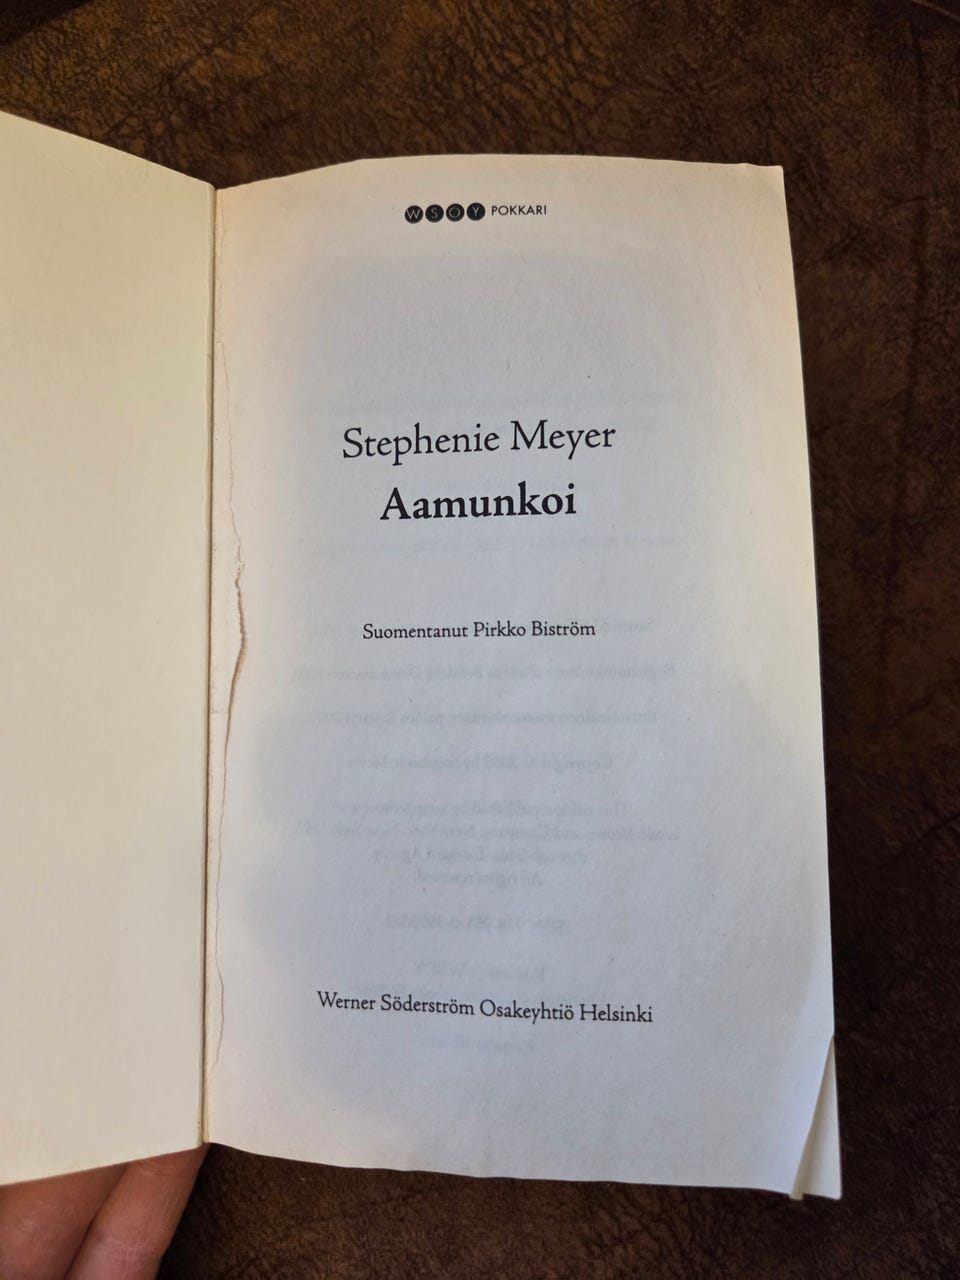 WSOY POKKARI
Stephenie Meyer
Aamunkoi
Suomentanut Pirkko Biström
Werner Söderström Osakeyhtiö Helsinki